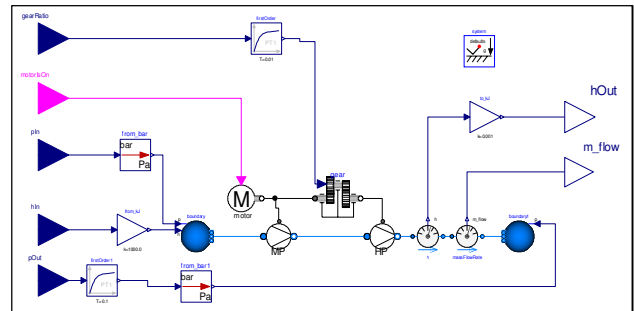 gearRatio
firstOrder
PT1
T=0.01
system
defaults
g
motorIsOn
to_kJ
hOut
k=0.001
pIn
from_bar
bar
Pa
m_flow
gear
M
motor
hIn
from_kJ
k=1000.0
boundary
p
MP
HP
h
m_flow
massFlowRate
boundary1
p
pOut
firstOrder1
PT1
T=0.1
from_bar1
bar
Pa